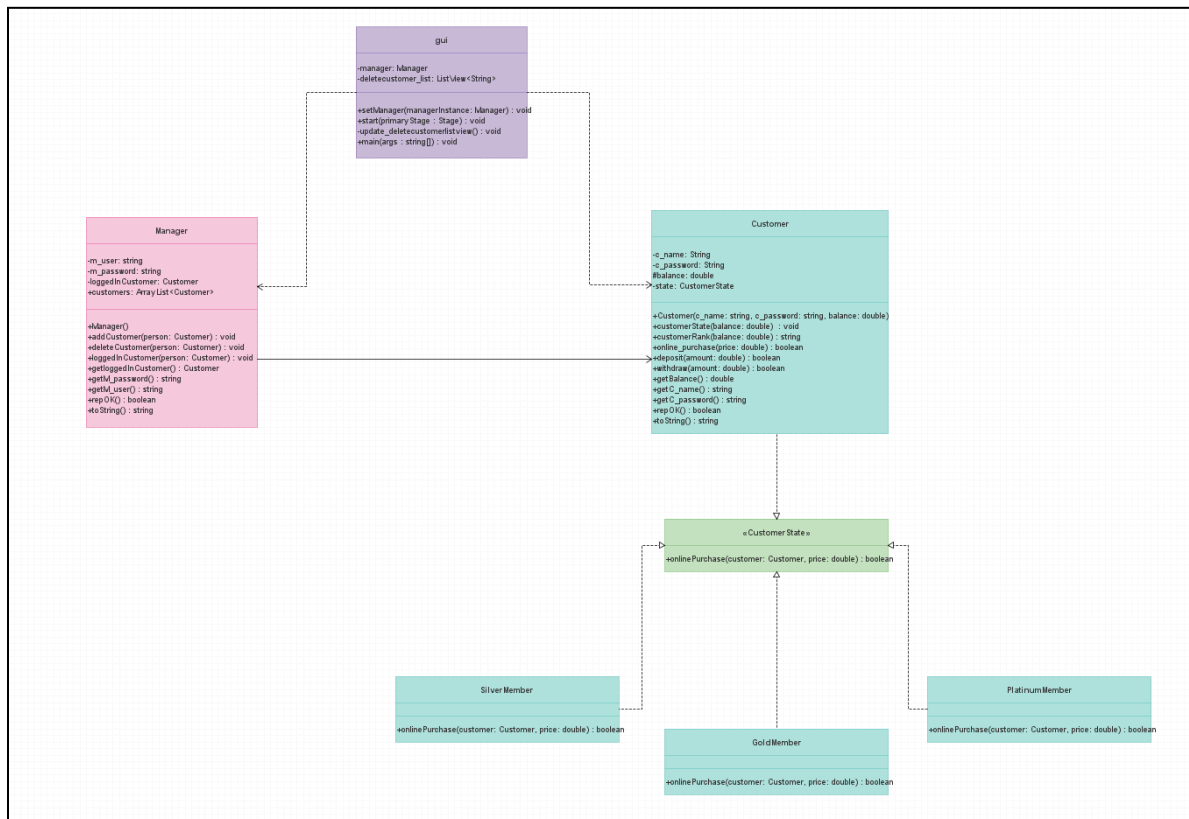 gui
-manager: Manager
-deletecustomer_list: ListView<String>
+setManager(managerInstance: Manager) : void
+start(primaryStage : Stage) : void
-update_deletecustomerlistview() : void
+main(args : string[]) : void
Manager
-m_user: string
-m_password: string
-loggedInCustomer: Customer
+customers: ArrayList<Customer>
+Manager()
+addCustomer(person: Customer) : void
+deleteCustomer(person: Customer) : void
+loggedInCustomer(person: Customer) : void
+getloggedInCustomer() : Customer
+getM_password() : string
+getM_user() : string
+repOK() : boolean
+toString() : string
Customer
-c_name: String
-c_password: String
#balance: double
-state: CustomerState
+Customer(c_name: string, c_password: string, balance: double)
+customerState(balance: double) : void
+customerRank(balance: double) : string
+online_purchase(price: double) : boolean
+deposit(amount: double) : boolean
+withdraw(amount: double) : boolean
+getBalance() : double
+getC_name() : string
+getC_password() : string
+repOK() : boolean
+toString() : string
«CustomerState»
+onlinePurchase(customer: Customer, price: double) : boolean
SilverMember
+onlinePurchase(customer: Customer, price: double) : boolean
GoldMember
+onlinePurchase(customer: Customer, price: double) : boolean
PlatinumMember
+onlinePurchase(customer: Customer, price: double) : boolean